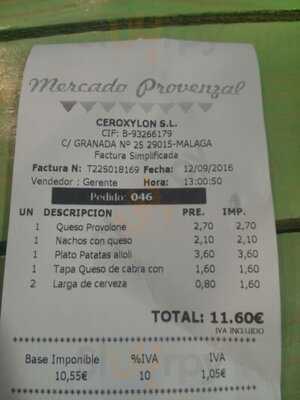 Mercado Provenzal
CEROXYLON S.L.
CIF: B-93266179
C/ GRANADA Nº 25 29015-MALAGA
Factura Simplificada
Factura N: T225018169 Fecha: 12/09/2016
Vendedor : Gerente Hora: 13:00:50
Pedido: 046
UN DESCRIPCION PRE. IMP.
1 Queso Provolone 2,70 2,70
1 Nachos con queso 2,10 2,10
1 Plato Patatas alioli 3,60 3,60
1 Tapa Queso de cabra con 1,60 1,60
2 Larga de cerveza 0,80 1,60
TOTAL: 11.60€
IVA INCLUIDO
Base Imponible %IVA IVA
10,55€ 10 1,05€